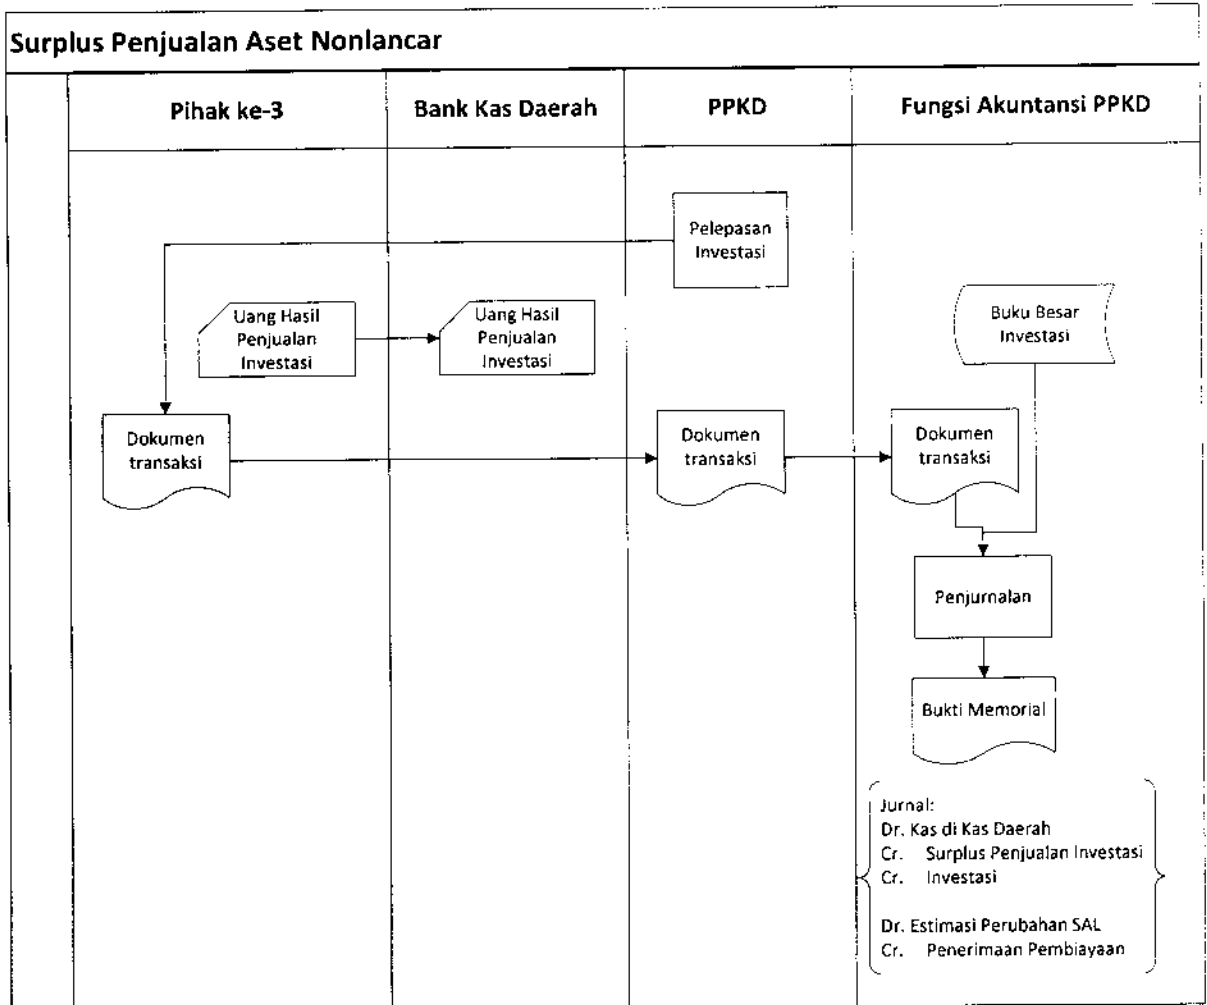 Surplus Penjualan Aset Nonlancar
Pihak ke-3
Bank Kas Daerah
PPKD
Fungsi Akuntansi PPKD
Pelepasan
Investasi
Uang Hasil
Penjualan
Investasi
Uang Hasil
Penjualan
Investasi
Buku Besar
Investasi
Dokumen
transaksi
Dokumen
transaksi
Dokumen
transaksi
Penjurnalan
Bukti Memorial
Jurnal:
Dr. Kas di Kas Daerah
Cr. Surplus Penjualan Investasi
Cr. Investasi
Dr. Estimasi Perubahan SAL
Cr. Penerimaan Pembiayaan